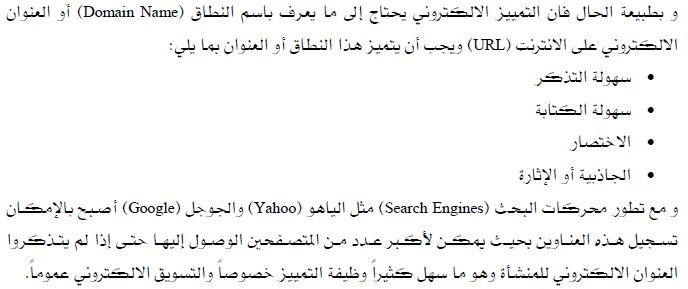 و بطبيعة الحال فان التمييز الالكتروني يحتاج إلى ما يعرف باسم النطاق (Domain Name) أو العنوان
الالكتروني على الانترنت (URL) ويجب أن يتميز هذا النطاق أو العنوان بما يلي:
• سهولة التذكر
• سهولة الكتابة
• الاختصار
• الجاذبية أو الإثارة
و مع تطور محركات البحث (Search Engines) مثل الياهو (Yahoo) والجوجل (Google) أصبح بالإمكان
تسجيل هذه العناوين بحيث يمكن لأكبر عدد من المتصفحين الوصول إليها حتى إذا لم يتذكروا
العنوان الالكتروني للمنشأة وهو ما سهل كثيراً وظيفة التمييز خصوصاً والتسويق الالكتروني عموماً.